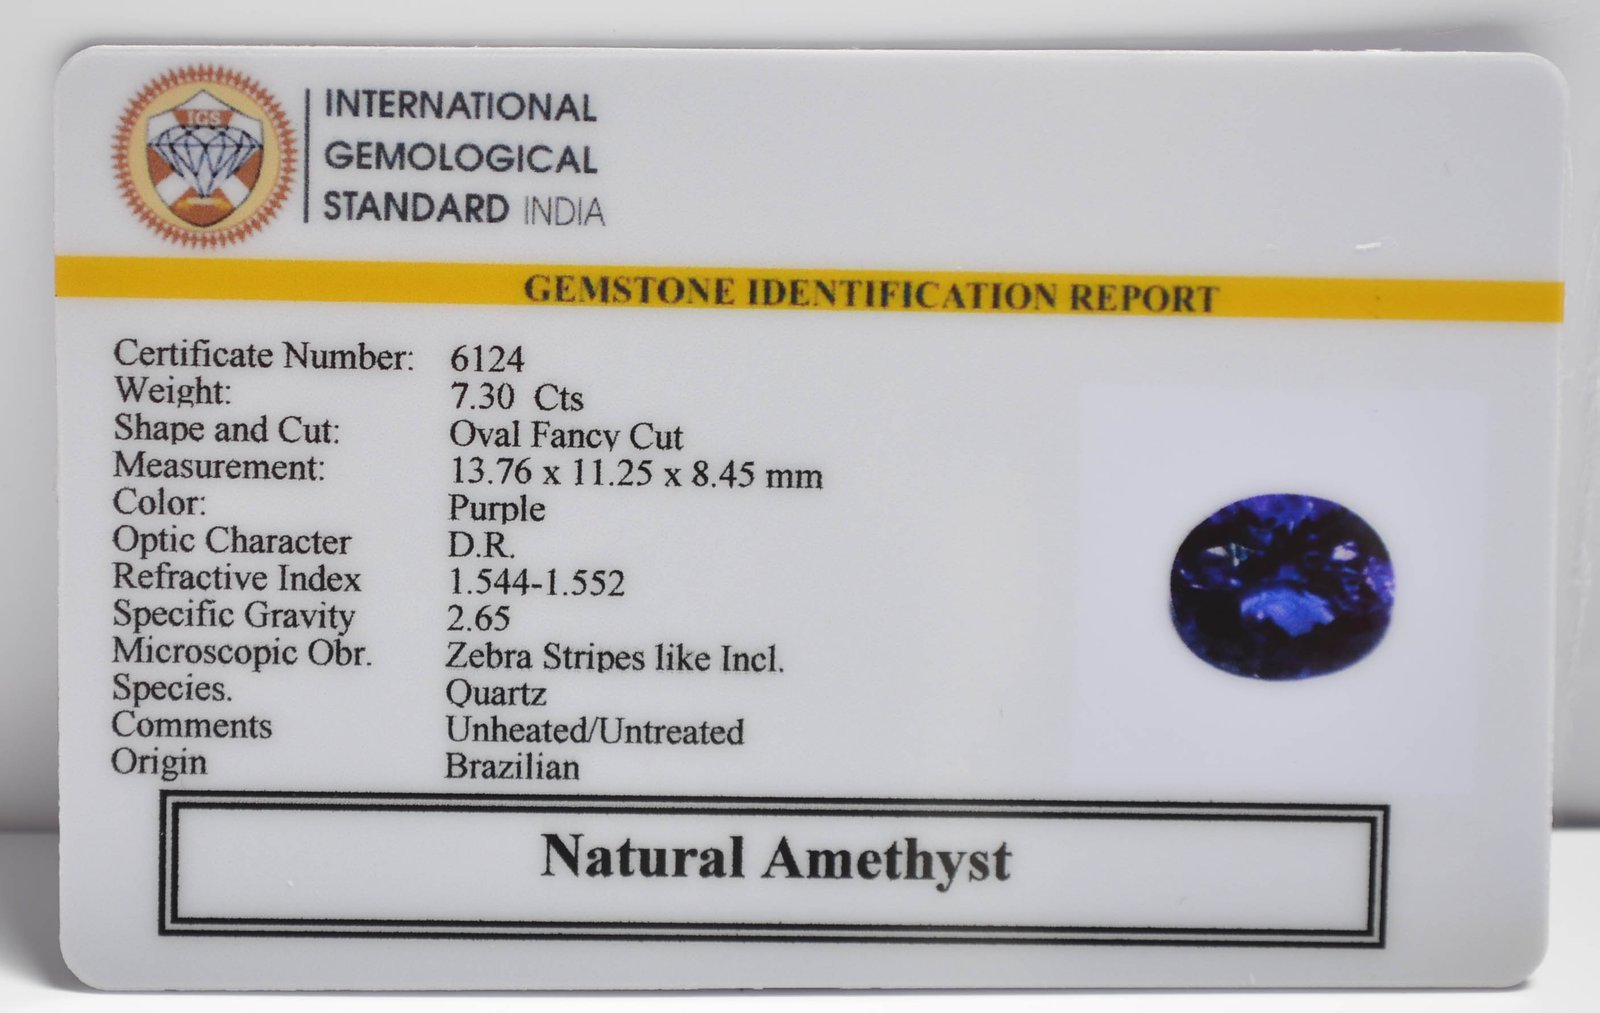 IGS
INTERNATIONAL
GEMOLOGICAL
STANDARD INDIA
GEMSTONE IDENTIFICATION REPORT
Certificate Number: 6124
Weight: 7.30 Cts
Shape and Cut: Oval Fancy Cut
Measurement: 13.76 x 11.25 x 8.45 mm
Color: Purple
Optic Character D.R.
Refractive Index 1.544-1.552
Specific Gravity 2.65
Microscopic Obr. Zebra Stripes like Incl.
Species. Quartz
Comments Unheated/Untreated
Origin Brazilian
Natural Amethyst